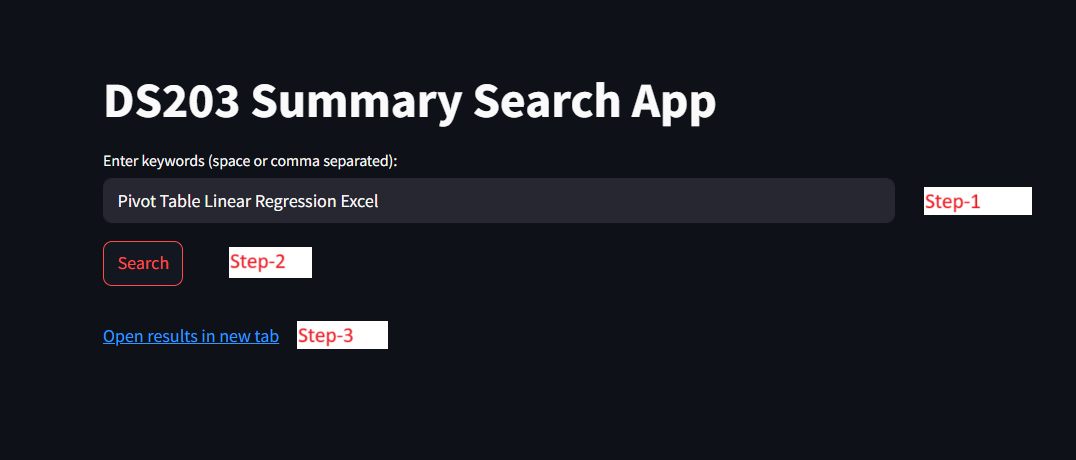 DS203 Summary Search App
Enter keywords (space or comma separated):
Pivot Table Linear Regression Excel
Step-1
Search
Step-2
Open results in new tab
Step-3